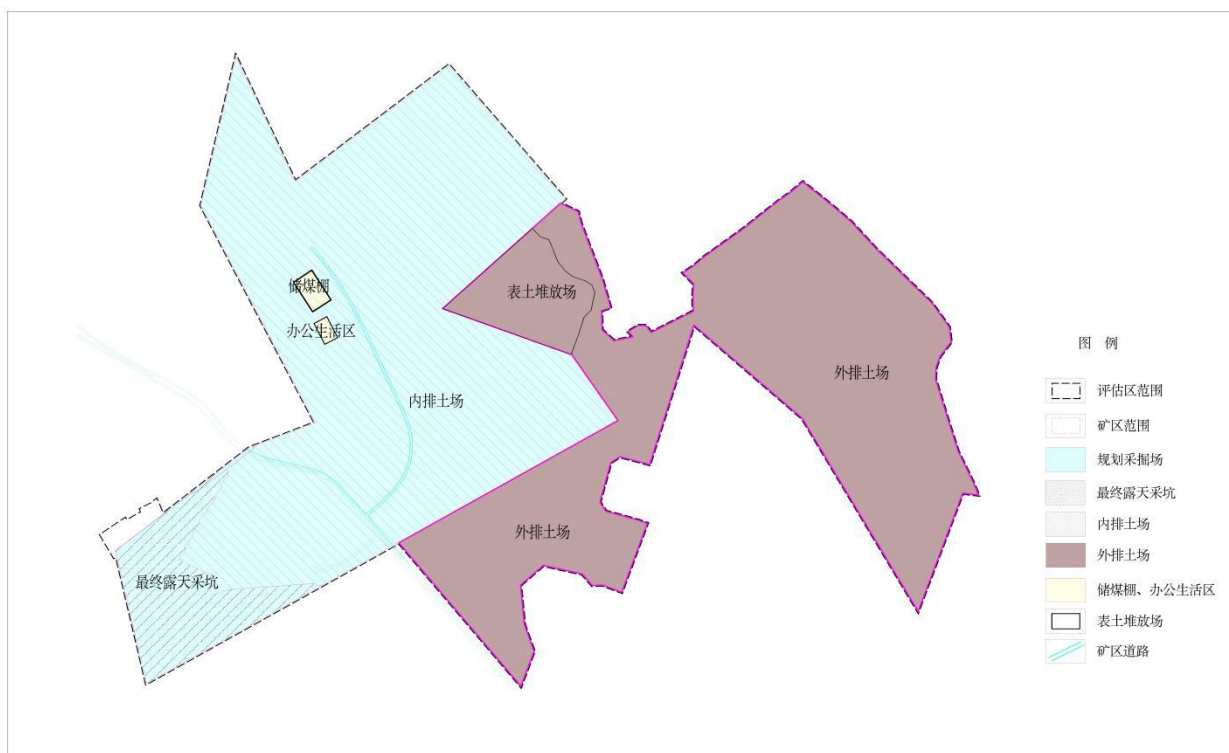 储煤棚
表土堆放场
办公生活区
内排土场
外排土场
外排土场
最终露天采坑
图 例
评估区范围
矿区范围
规划采掘场
最终露天采坑
内排土场
外排土场
储煤棚、办公生活区
表土堆放场
矿区道路